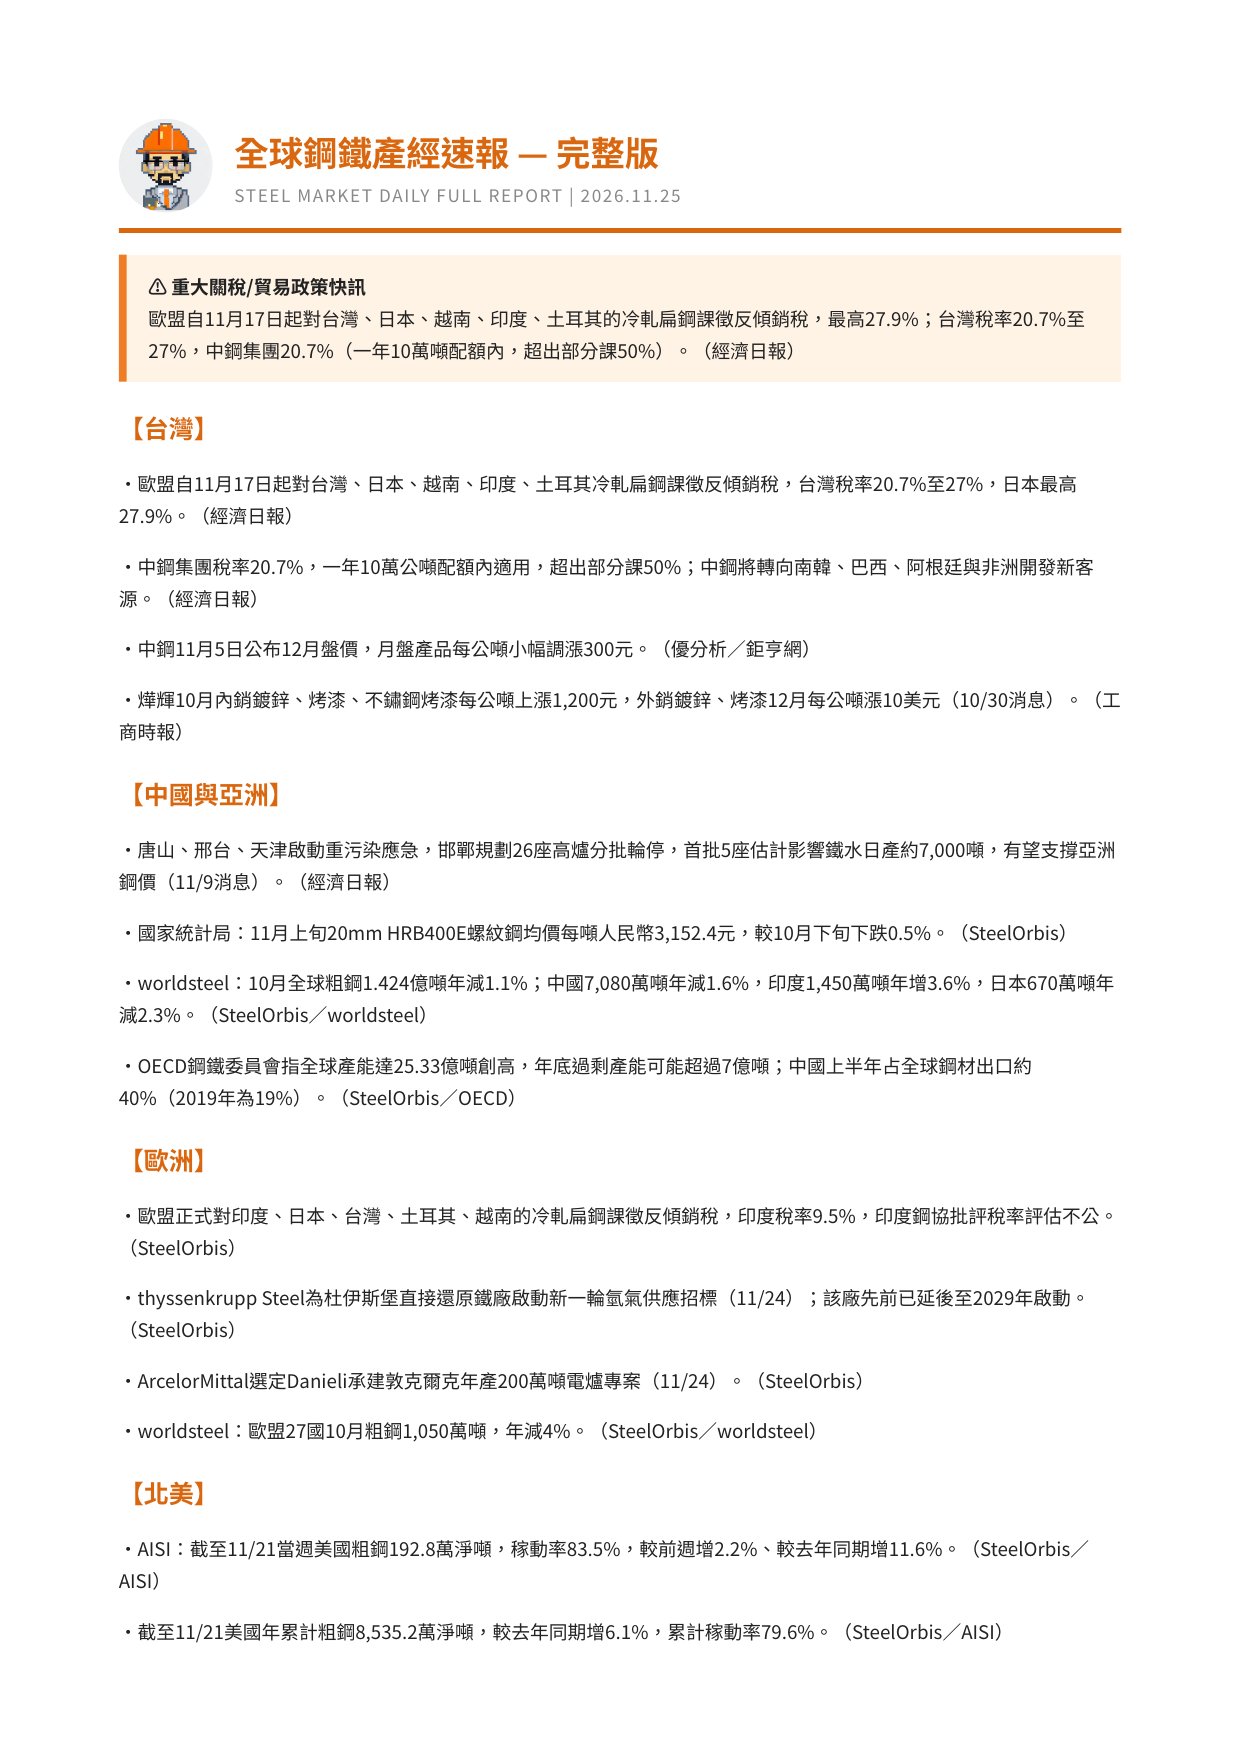 全球鋼鐵產經速報 — 完整版
STEEL MARKET DAILY FULL REPORT | 2026.11.25
⚠ 重大關稅/貿易政策快訊
歐盟自11月17日起對台灣、日本、越南、印度、土耳其的冷軋扁鋼課徵反傾銷稅，最高27.9%；台灣稅率20.7%至
27%，中鋼集團20.7%（一年10萬噸配額內，超出部分課50%）。（經濟日報）
【台灣】
・歐盟自11月17日起對台灣、日本、越南、印度、土耳其冷軋扁鋼課徵反傾銷稅，台灣稅率20.7%至27%，日本最高
27.9%。（經濟日報）
・中鋼集團稅率20.7%，一年10萬公噸配額內適用，超出部分課50%；中鋼將轉向南韓、巴西、阿根廷與非洲開發新客
源。（經濟日報）
・中鋼11月5日公布12月盤價，月盤產品每公噸小幅調漲300元。（優分析／鉅亨網）
・燁輝10月內銷鍍鋅、烤漆、不鏽鋼烤漆每公噸上漲1,200元，外銷鍍鋅、烤漆12月每公噸漲10美元（10/30消息）。（工
商時報）
【中國與亞洲】
・唐山、邢台、天津啟動重污染應急，邯鄲規劃26座高爐分批輪停，首批5座估計影響鐵水日產約7,000噸，有望支撐亞洲
鋼價（11/9消息）。（經濟日報）
・國家統計局：11月上旬20mm HRB400E螺紋鋼均價每噸人民幣3,152.4元，較10月下旬下跌0.5%。（SteelOrbis）
・worldsteel：10月全球粗鋼1.424億噸年減1.1%；中國7,080萬噸年減1.6%，印度1,450萬噸年增3.6%，日本670萬噸年
減2.3%。（SteelOrbis／worldsteel）
・OECD鋼鐵委員會指全球產能達25.33億噸創高，年底過剩產能可能超過7億噸；中國上半年占全球鋼材出口約
40%（2019年為19%）。（SteelOrbis／OECD）
【歐洲】
・歐盟正式對印度、日本、台灣、土耳其、越南的冷軋扁鋼課徵反傾銷稅，印度稅率9.5%，印度鋼協批評稅率評估不公。
（SteelOrbis）
・thyssenkrupp Steel為杜伊斯堡直接還原鐵廠啟動新一輪氫氣供應招標（11/24）；該廠先前已延後至2029年啟動。
（SteelOrbis）
・ArcelorMittal選定Danieli承建敦克爾克年產200萬噸電爐專案（11/24）。（SteelOrbis）
・worldsteel：歐盟27國10月粗鋼1,050萬噸，年減4%。（SteelOrbis／worldsteel）
【北美】
・AISI：截至11/21當週美國粗鋼192.8萬淨噸，稼動率83.5%，較前週增2.2%、較去年同期增11.6%。（SteelOrbis／
AISI）
・截至11/21美國年累計粗鋼8,535.2萬淨噸，較去年同期增6.1%，累計稼動率79.6%。（SteelOrbis／AISI）